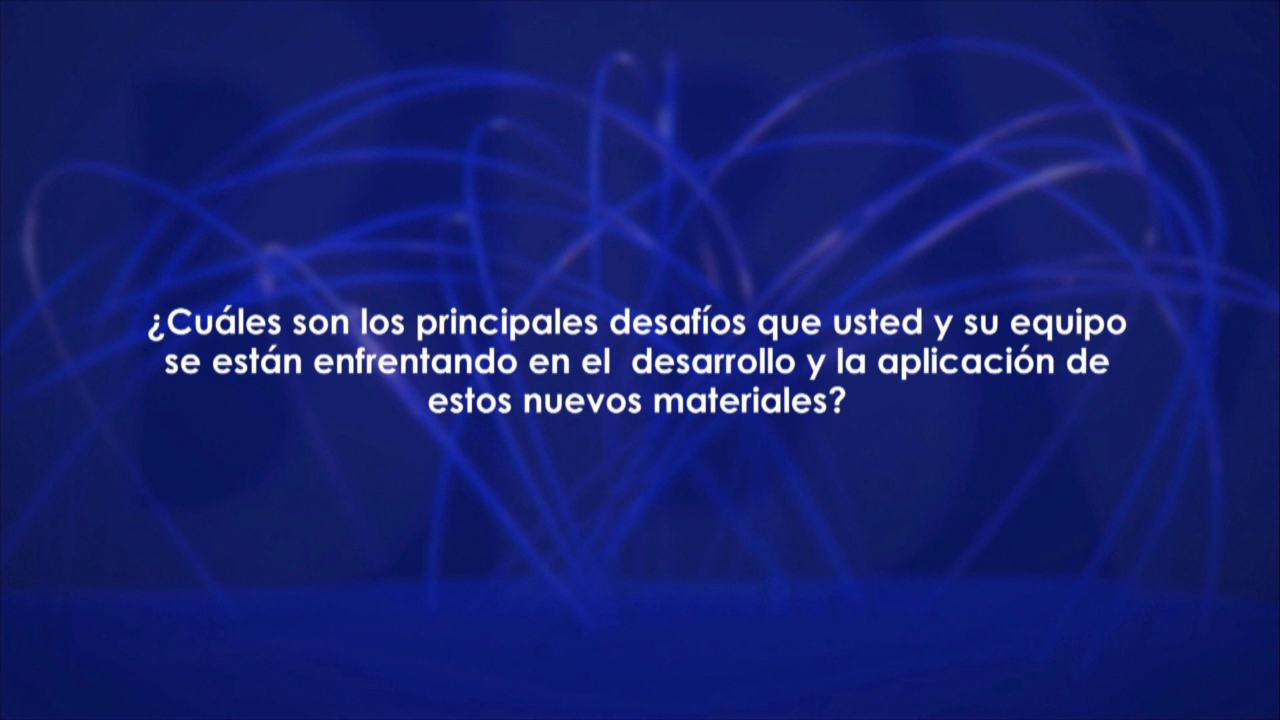 ¿Cuáles son los principales desafíos que usted y su equipo
se están enfrentando en el  desarrollo y la aplicación de
estos nuevos materiales?